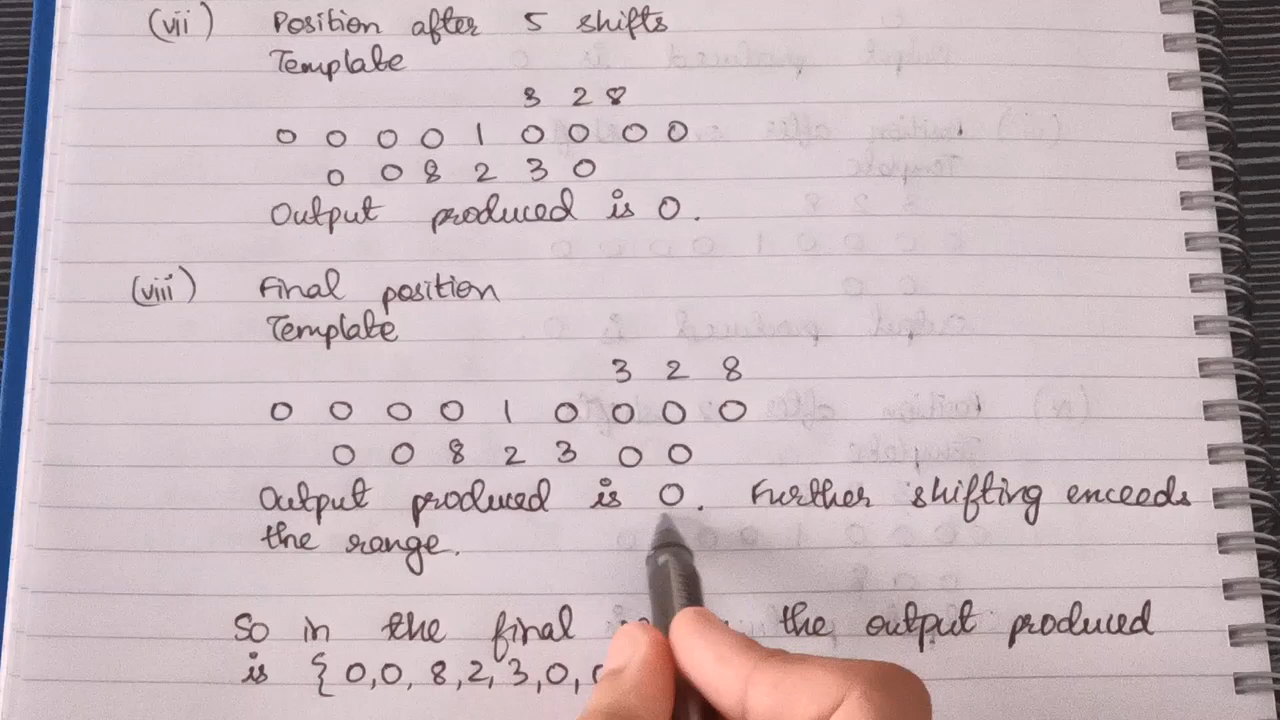 (vii) Position after 5 shifts
Template
3 2 8
0 0 0 0 1 0 0 0 0
0 0 8 2 3 0
Output produced is 0.
(viii) Final position
Template
3 2 8
0 0 0 0 1 0 0 0 0
0 0 8 2 3 0 0
Output produced is 0. Further shifting exceeds
the range.
So in the final the output produced
is {0,0,8,2,3,0,